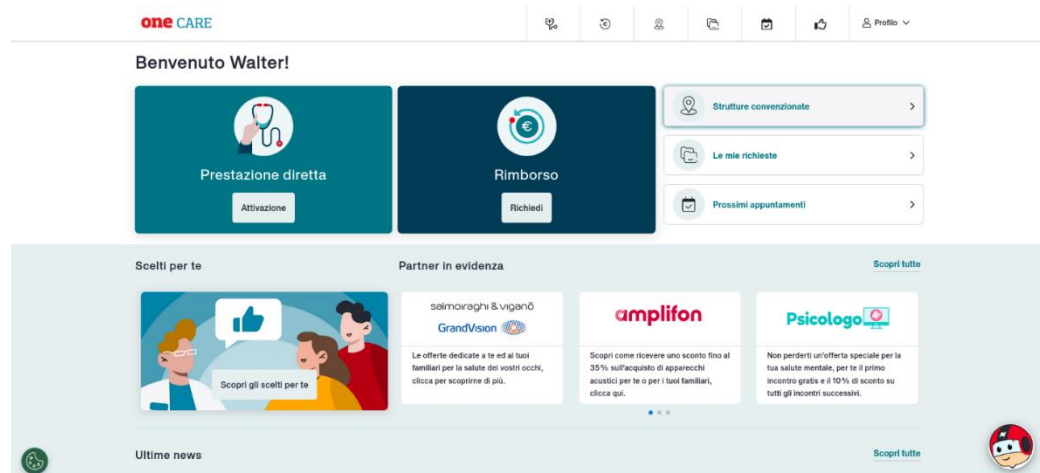 one CARE
Profilo
Benvenuto Walter!
Prestazione diretta
Attivazione
Rimborso
Richiedi
Strutture convenzionate
Le mie richieste
Prossimi appuntamenti
Scelti per te
Partner in evidenza
Scopri tutte
Scopri gli scelti per te
salmoiraghi & viganò
GrandVision
Le offerte dedicate a te ed ai tuoi
familiari per la salute dei vostri occhi,
clicca per scoprirne di più.
amplifon
Scopri come ricevere uno sconto fino al
35% sull'acquisto di apparecchi
acustici per te o per i tuoi familiari,
clicca qui.
Psicologo
Non perderti un'offerta speciale per la
tua salute mentale, per te il primo
incontro gratis e il 10% di sconto su
tutti gli incontri successivi.
Ultime news
Scopri tutte